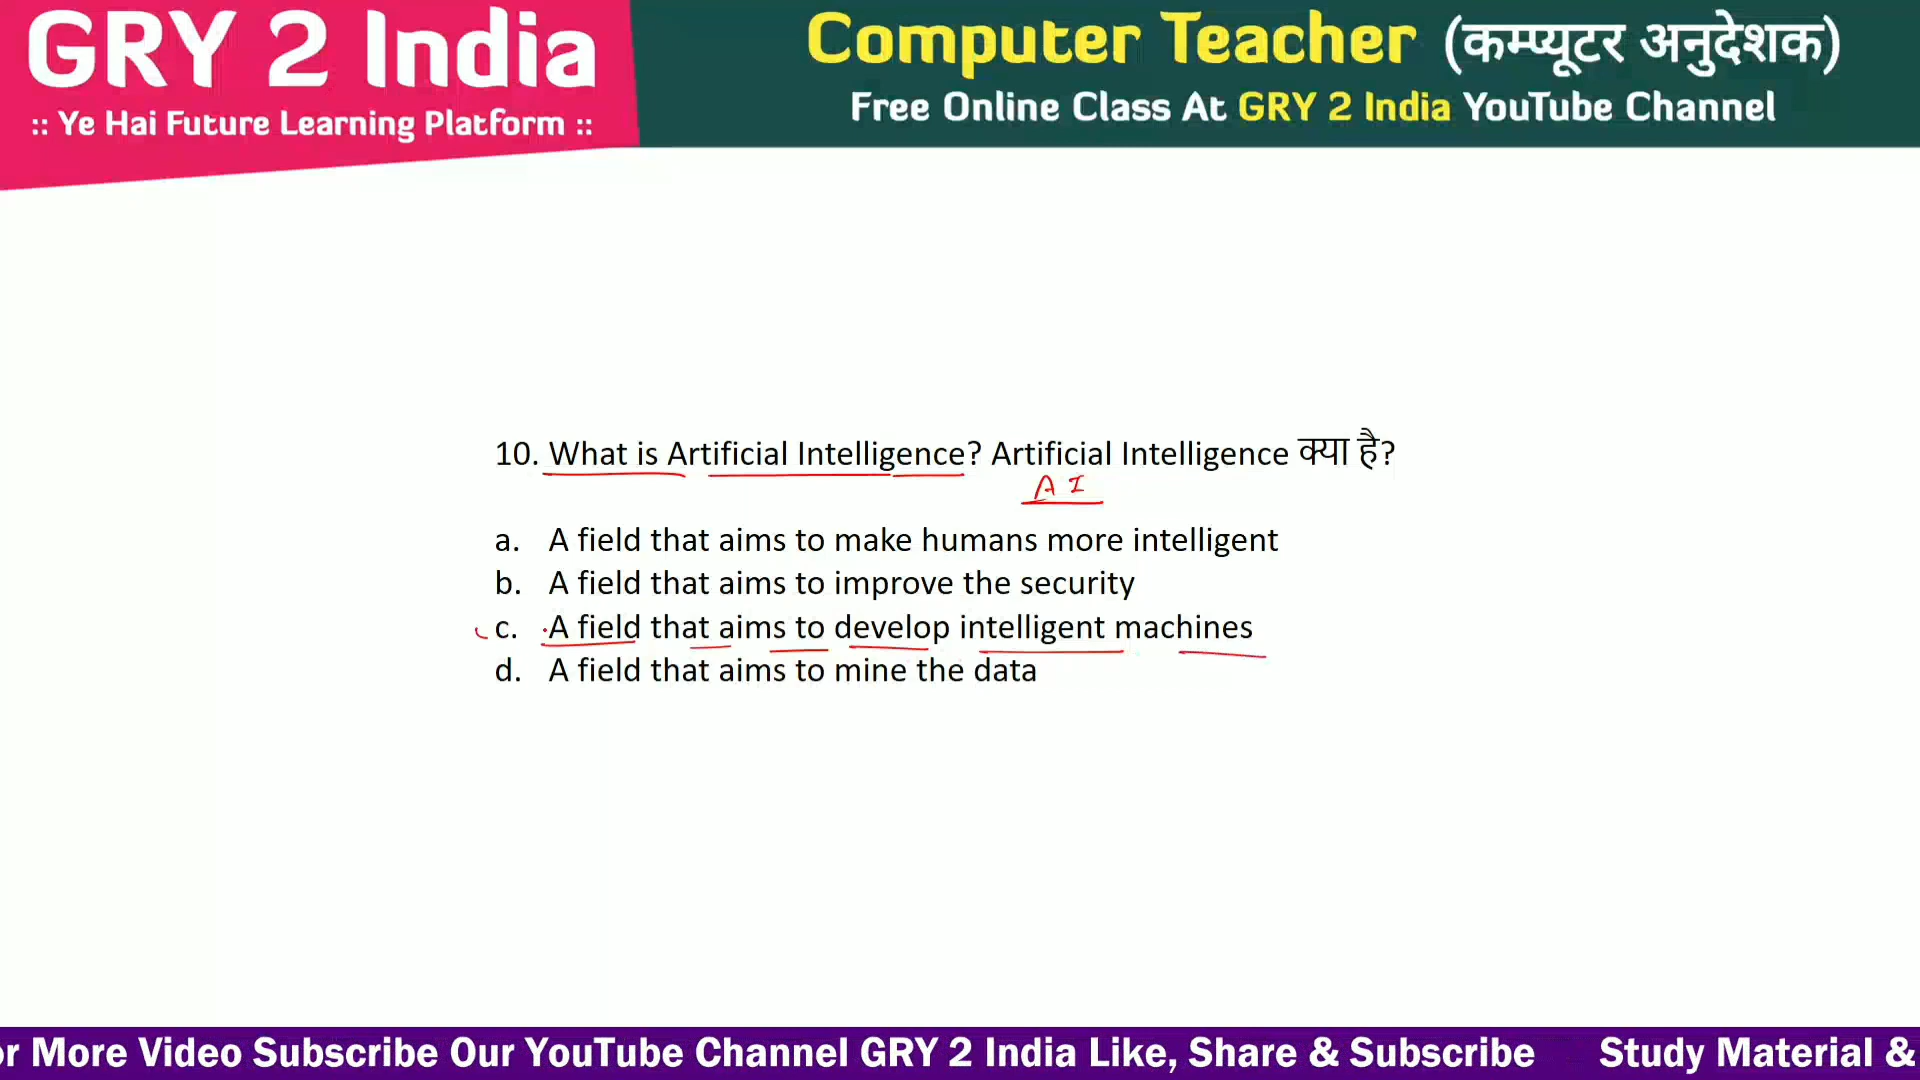 GRY 2 India
:: Ye Hai Future Learning Platform ::
Computer Teacher (कम्प्यूटर अनुदेशक)
Free Online Class At GRY 2 India YouTube Channel
10. What is Artificial Intelligence? Artificial Intelligence क्या है?
A I
a. A field that aims to make humans more intelligent
b. A field that aims to improve the security
c. A field that aims to develop intelligent machines
d. A field that aims to mine the data
or More Video Subscribe Our YouTube Channel GRY 2 India Like, Share & Subscribe Study Material &